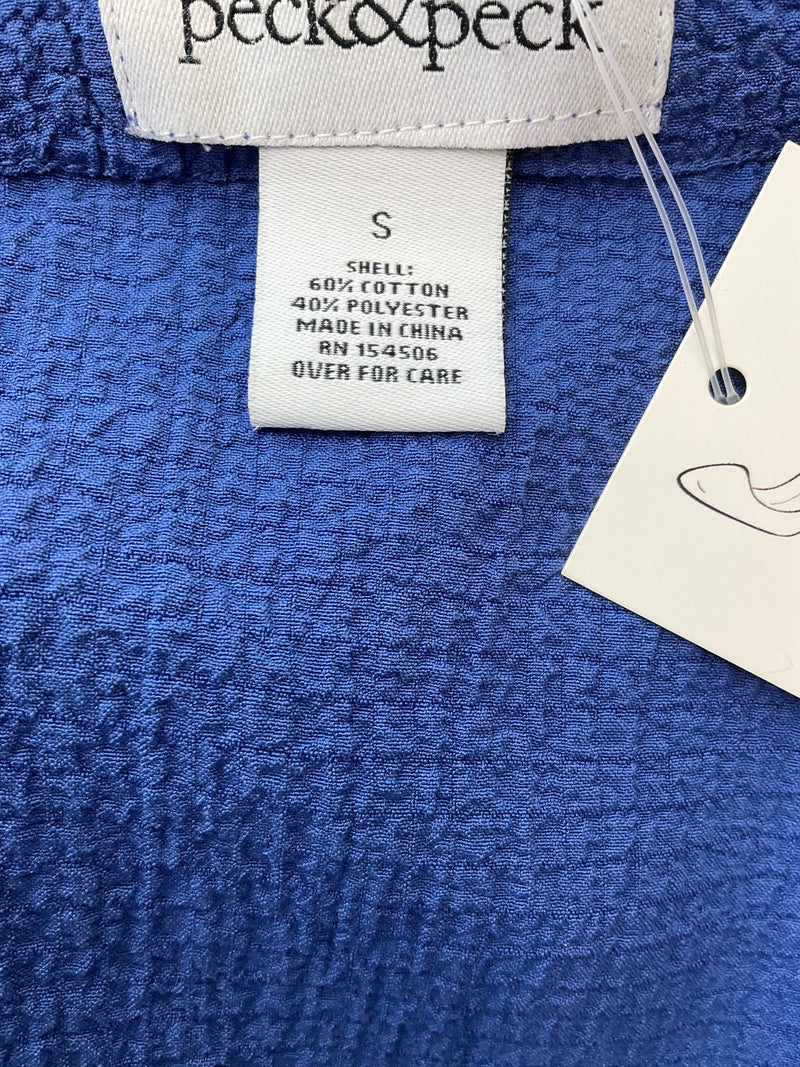 peck&peck
S
SHELL:
60% COTTON
40% POLYESTER
MADE IN CHINA
RN 154506
OVER FOR CARE